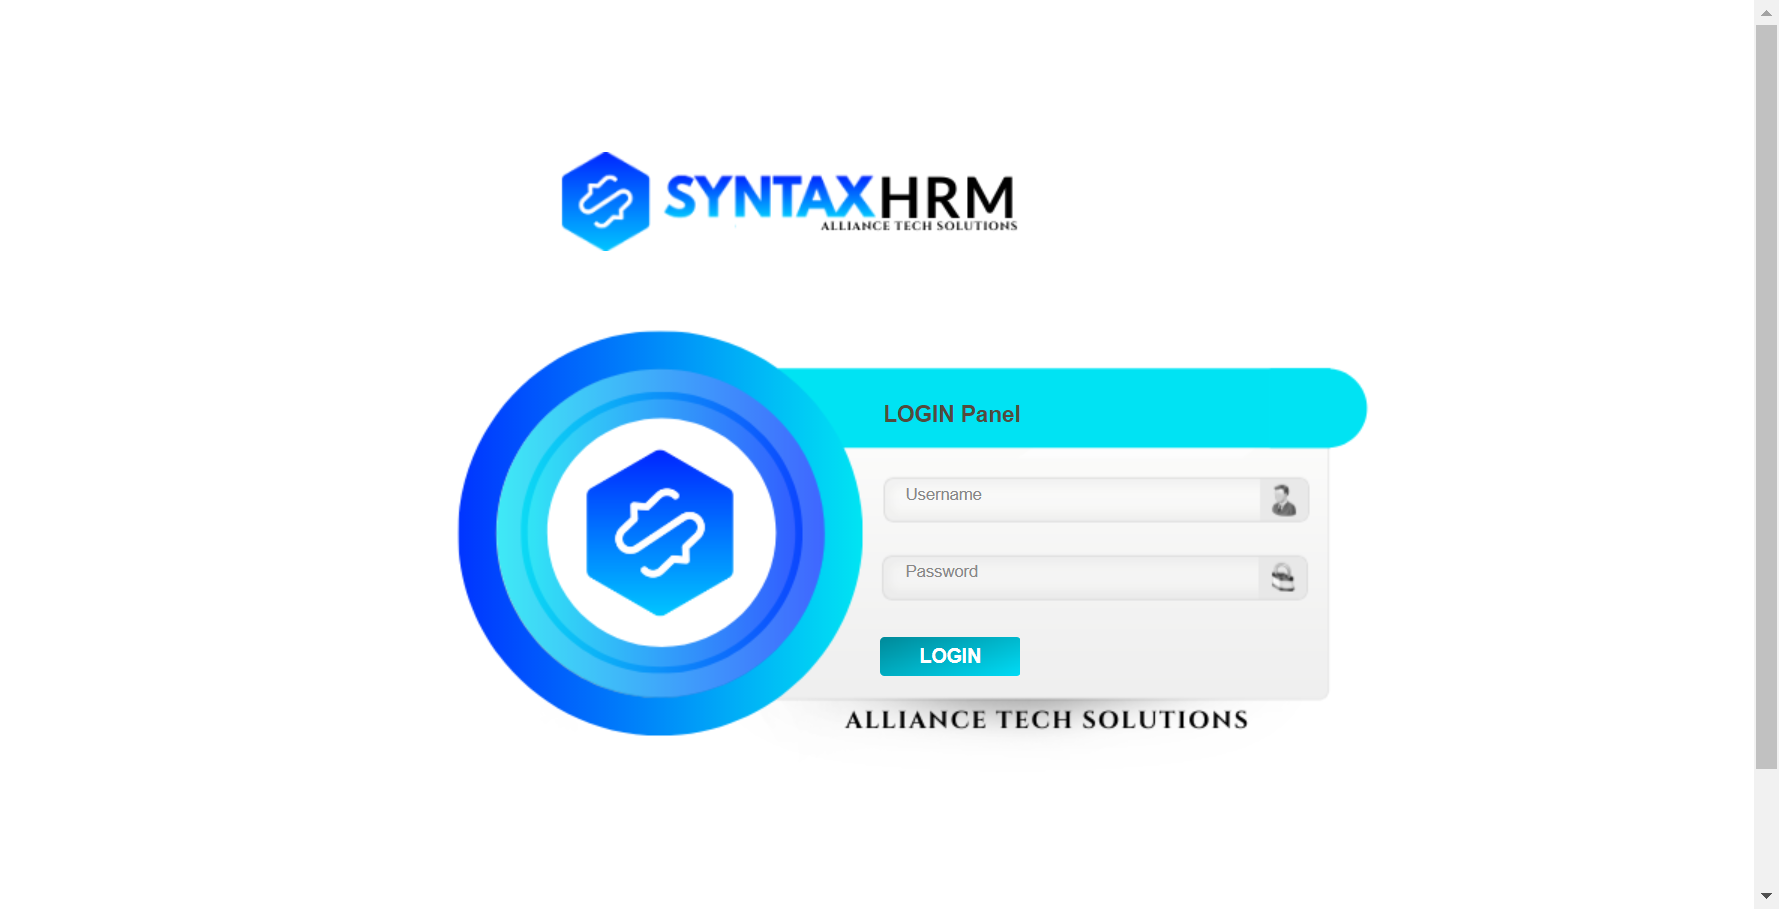 SYNTAXHRM
ALLIANCE TECH SOLUTIONS
LOGIN Panel
Username
Password
LOGIN
ALLIANCE TECH SOLUTIONS